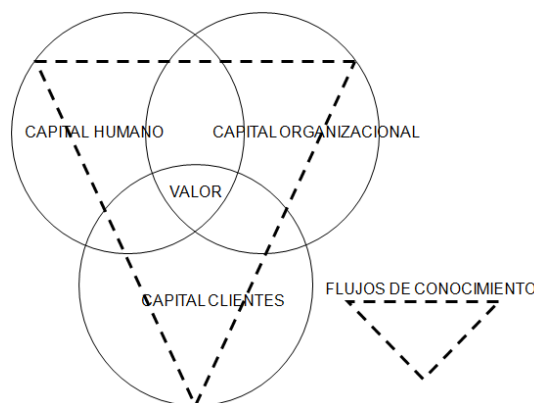 CAPITAL HUMANO
CAPITAL ORGANIZACIONAL
VALOR
CAPITAL CLIENTES
FLUJOS DE CONOCIMIENTO